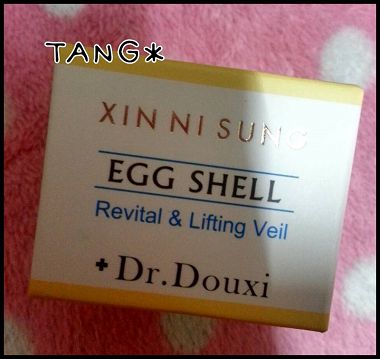 TANG*
XIN NI SUNG
EGG SHELL
Revital & Lifting Veil
+Dr.Douxi